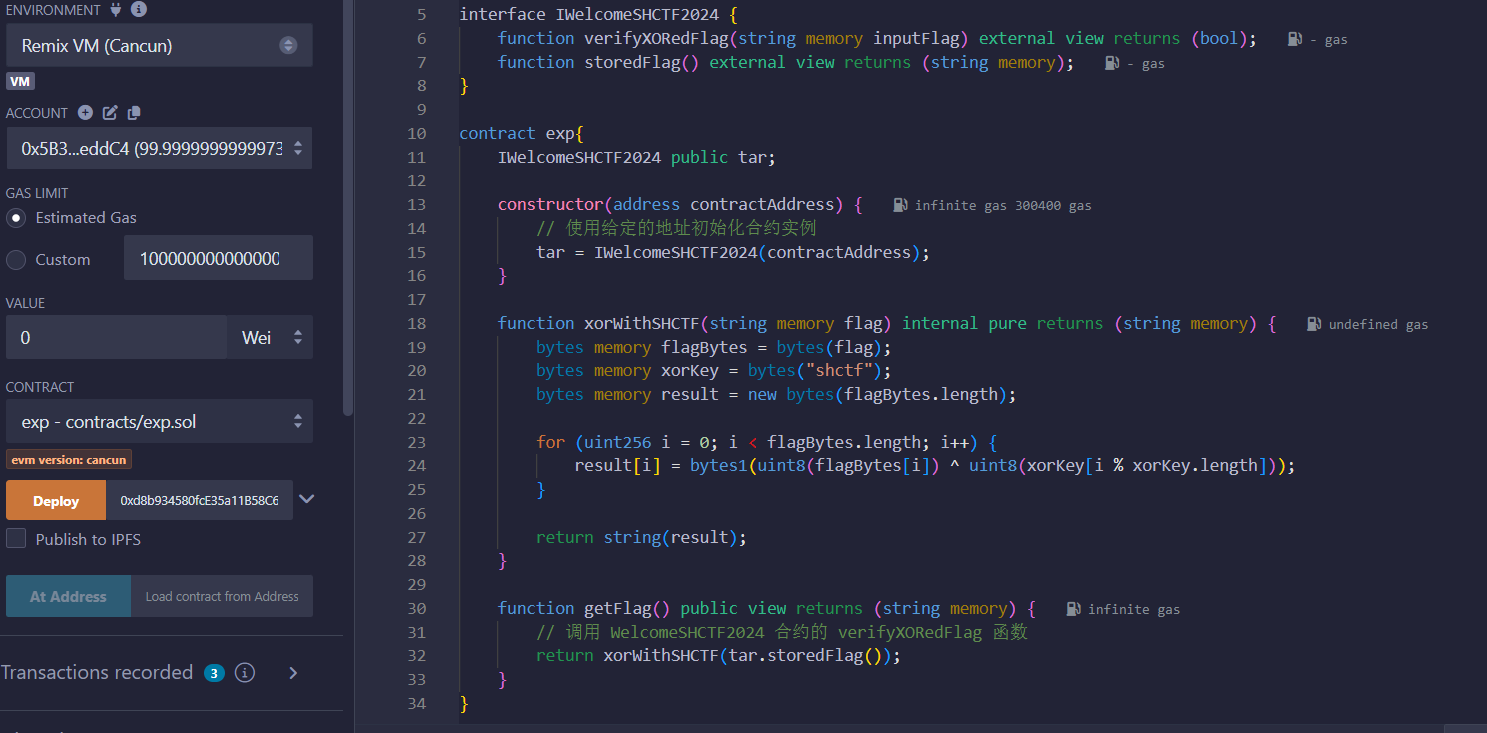 ENVIRONMENT
Remix VM (Cancun)
VM
ACCOUNT
0x5B3...eddC4 (99.9999999999973
GAS LIMIT
Estimated Gas
Custom
100000000000000
VALUE
0
Wei
CONTRACT
exp - contracts/exp.sol
evm version: cancun
Deploy
0xd8b934580fcE35a11B58C6
Publish to IPFS
At Address
Load contract from Address
Transactions recorded 3
5 interface IWelcomeSHCTF2024 {
6 function verifyXORedFlag(string memory inputFlag) external view returns (bool); - gas
7 function storedFlag() external view returns (string memory); - gas
8 }
9
10 contract exp{
11 IWelcomeSHCTF2024 public tar;
12
13 constructor(address contractAddress) { infinite gas 300400 gas
14 // 使用给定的地址初始化合约实例
15 tar = IWelcomeSHCTF2024(contractAddress);
16 }
17
18 function xorWithSHCTF(string memory flag) internal pure returns (string memory) { undefined gas
19 bytes memory flagBytes = bytes(flag);
20 bytes memory xorKey = bytes("shctf");
21 bytes memory result = new bytes(flagBytes.length);
22
23 for (uint256 i = 0; i < flagBytes.length; i++) {
24 result[i] = bytes1(uint8(flagBytes[i]) ^ uint8(xorKey[i % xorKey.length]));
25 }
26
27 return string(result);
28 }
29
30 function getFlag() public view returns (string memory) { infinite gas
31 // 调用 WelcomeSHCTF2024 合约的 verifyXORedFlag 函数
32 return xorWithSHCTF(tar.storedFlag());
33 }
34 }